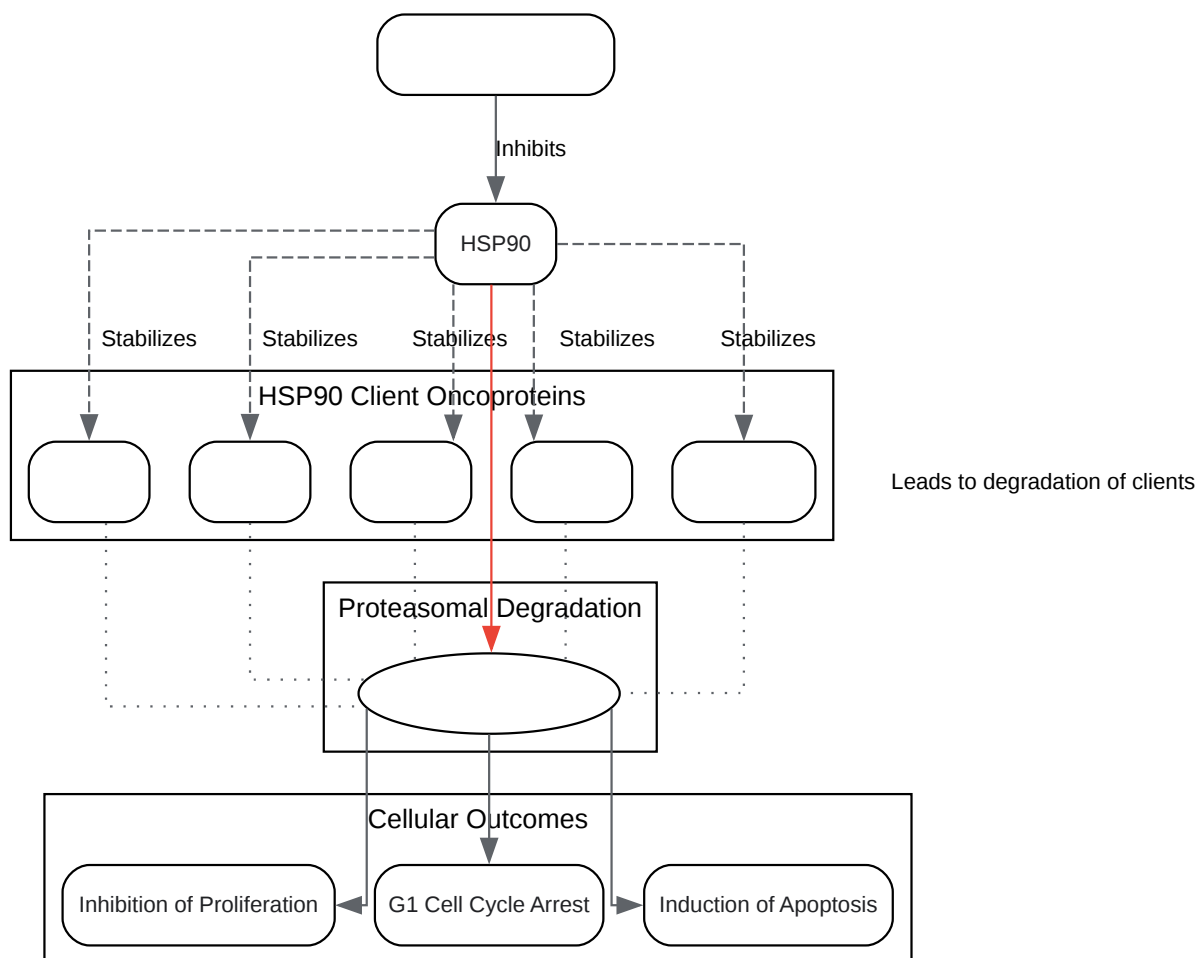 Inhibits
HSP90
Stabilizes
Stabilizes
Stabilizes
Stabilizes
Stabilizes
HSP90 Client Oncoproteins
Leads to degradation of clients
Proteasomal Degradation
Cellular Outcomes
Inhibition of Proliferation
G1 Cell Cycle Arrest
Induction of Apoptosis